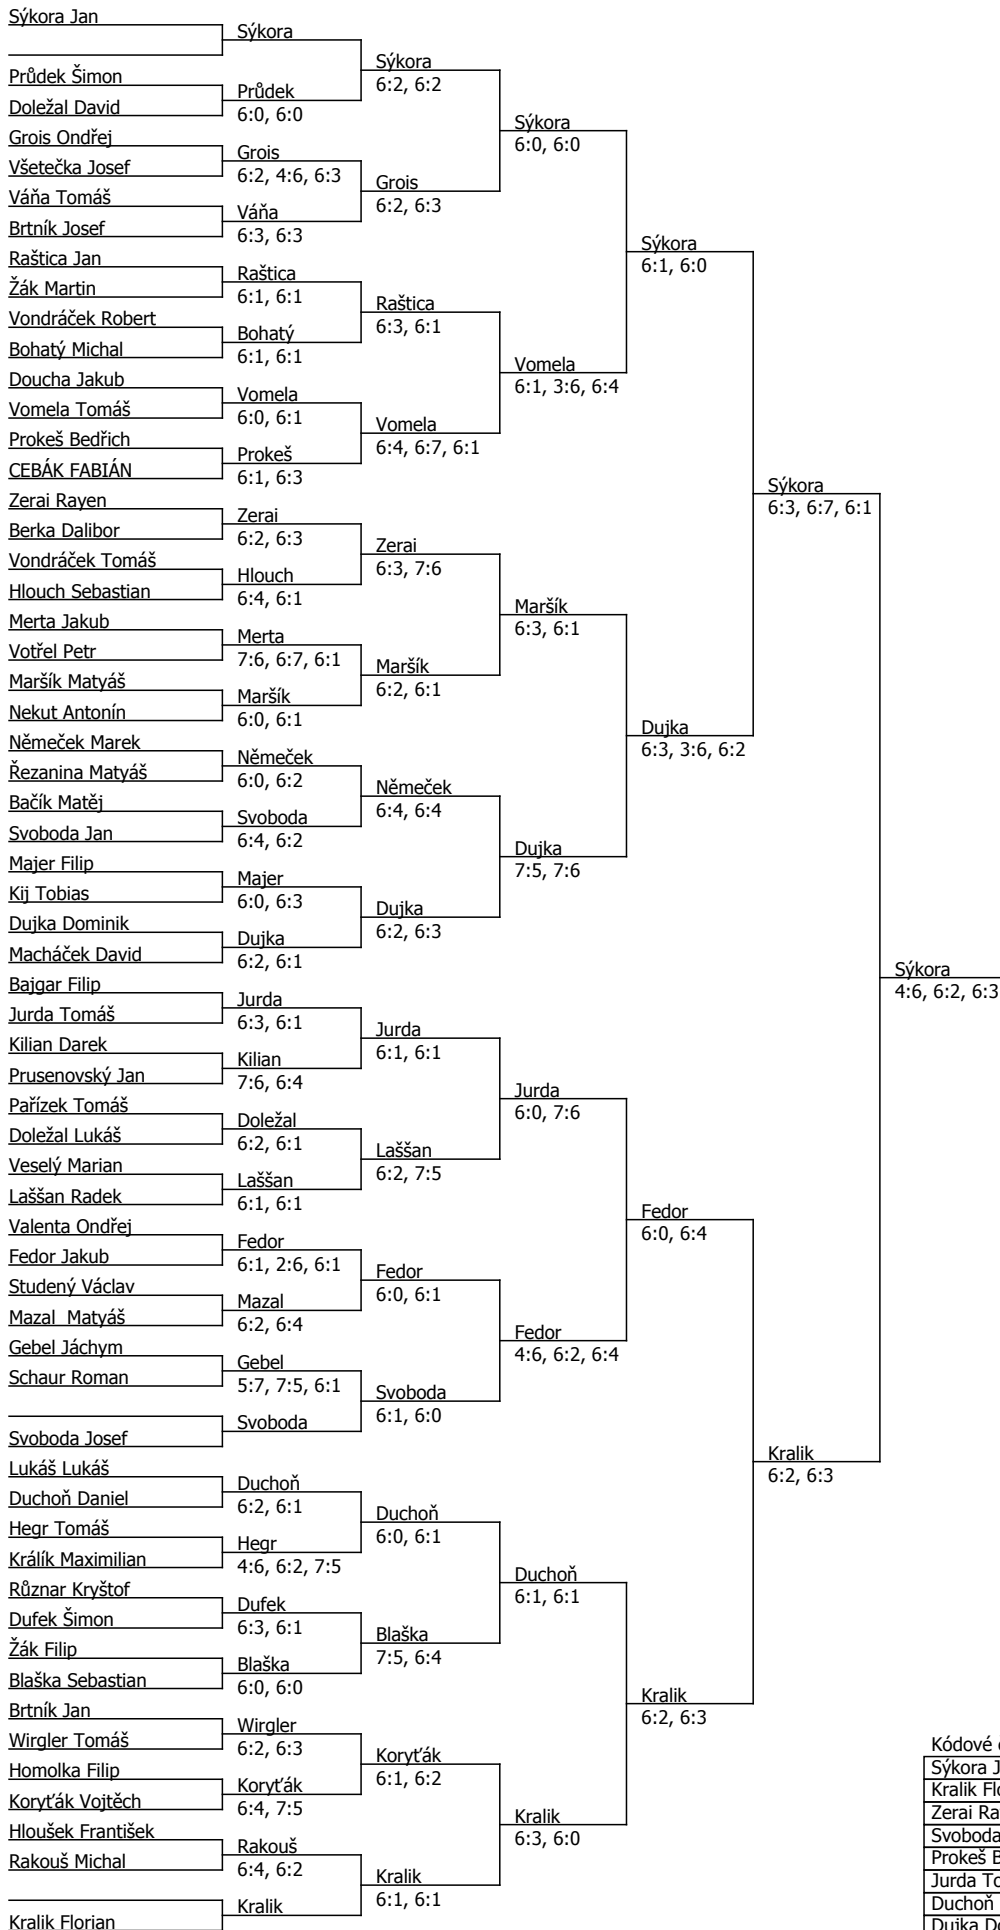 Sýkora Jan
Průdek Šimon
Doležal David
Grois Ondřej
Všetečka Josef
Váňa Tomáš
Brtník Josef
Raštica Jan
Žák Martin
Vondráček Robert
Bohatý Michal
Doucha Jakub
Vomela Tomáš
Prokeš Bedřich
CEBÁK FABIÁN
Zerai Rayen
Berka Dalibor
Vondráček Tomáš
Hlouch Sebastian
Merta Jakub
Votřel Petr
Maršík Matyáš
Nekut Antonín
Němeček Marek
Řezanina Matyáš
Bačík Matěj
Svoboda Jan
Majer Filip
Kij Tobias
Dujka Dominik
Macháček David
Bajgar Filip
Jurda Tomáš
Kilian Darek
Prusenovský Jan
Pařízek Tomáš
Doležal Lukáš
Veselý Marian
Laššan Radek
Valenta Ondřej
Fedor Jakub
Studený Václav
Mazal  Matyáš
Gebel Jáchym
Schaur Roman
Svoboda Josef
Lukáš Lukáš
Duchoň Daniel
Hegr Tomáš
Králík Maximilian
Různar Kryštof
Dufek Šimon
Žák Filip
Blaška Sebastian
Brtník Jan
Wirgler Tomáš
Homolka Filip
Koryťák Vojtěch
Hloušek František
Rakouš Michal
Kralik Florian
Sýkora
Průdek
6:0, 6:0
Grois
6:2, 4:6, 6:3
Váňa
6:3, 6:3
Raštica
6:1, 6:1
Bohatý
6:1, 6:1
Vomela
6:0, 6:1
Prokeš
6:1, 6:3
Zerai
6:2, 6:3
Hlouch
6:4, 6:1
Merta
7:6, 6:7, 6:1
Maršík
6:0, 6:1
Němeček
6:0, 6:2
Svoboda
6:4, 6:2
Majer
6:0, 6:3
Dujka
6:2, 6:1
Jurda
6:3, 6:1
Kilian
7:6, 6:4
Doležal
6:2, 6:1
Laššan
6:1, 6:1
Fedor
6:1, 2:6, 6:1
Mazal
6:2, 6:4
Gebel
5:7, 7:5, 6:1
Svoboda
Duchoň
6:2, 6:1
Hegr
4:6, 6:2, 7:5
Dufek
6:3, 6:1
Blaška
6:0, 6:0
Wirgler
6:2, 6:3
Koryťák
6:4, 7:5
Rakouš
6:4, 6:2
Kralik
Sýkora
6:2, 6:2
Grois
6:2, 6:3
Raštica
6:3, 6:1
Vomela
6:4, 6:7, 6:1
Zerai
6:3, 7:6
Maršík
6:2, 6:1
Němeček
6:4, 6:4
Dujka
6:2, 6:3
Jurda
6:1, 6:1
Laššan
6:2, 7:5
Fedor
6:0, 6:1
Svoboda
6:1, 6:0
Duchoň
6:0, 6:1
Blaška
7:5, 6:4
Koryťák
6:1, 6:2
Kralik
6:1, 6:1
Sýkora
6:0, 6:0
Vomela
6:1, 3:6, 6:4
Maršík
6:3, 6:1
Dujka
7:5, 7:6
Jurda
6:0, 7:6
Fedor
4:6, 6:2, 6:4
Duchoň
6:1, 6:1
Kralik
6:3, 6:0
Sýkora
6:1, 6:0
Dujka
6:3, 3:6, 6:2
Fedor
6:0, 6:4
Kralik
6:2, 6:3
Sýkora
6:3, 6:7, 6:1
Kralik
6:2, 6:3
Sýkora
4:6, 6:2, 6:3
Kódové
Sýkora J
Kralik Flo
Zerai Ra
Svoboda
Prokeš B
Jurda To
Duchoň
Dujka Do